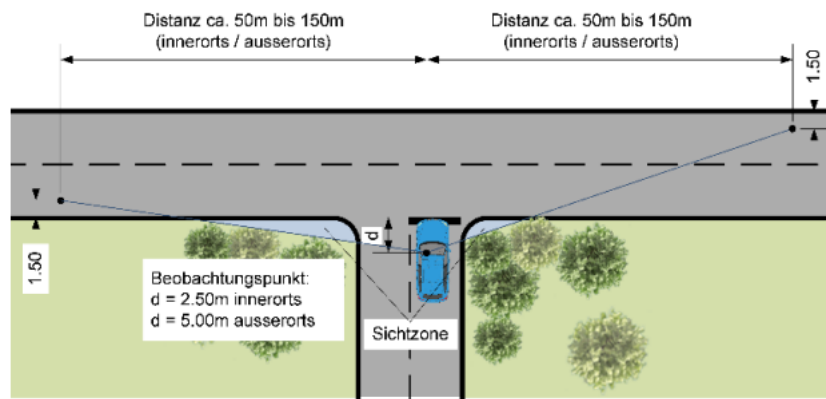 Distanz ca. 50m bis 150m
(innerorts / ausserorts)
Distanz ca. 50m bis 150m
(innerorts / ausserorts)
1.50
1.50
d
Beobachtungspunkt:
d = 2.50m innerorts
d = 5.00m ausserorts
Sichtzone